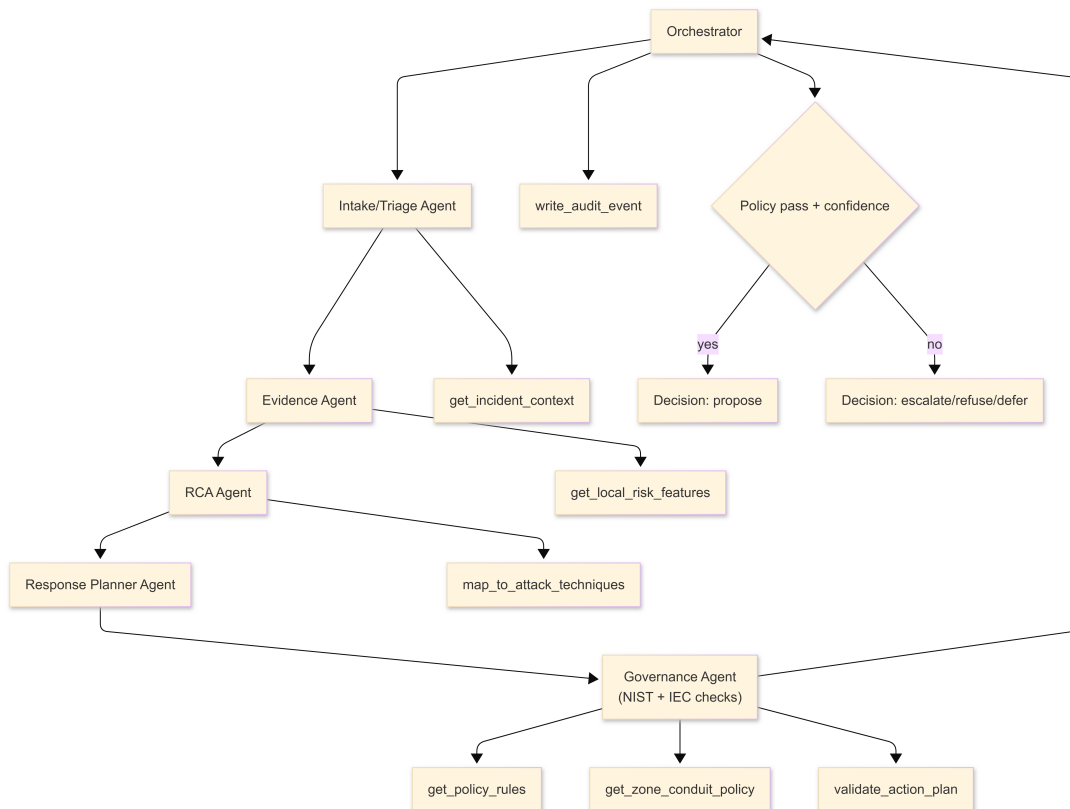 Orchestrator
Intake/Triage Agent
write_audit_event
Policy pass + confidence
yes
no
Evidence Agent
get_incident_context
Decision: propose
Decision: escalate/refuse/defer
RCA Agent
get_local_risk_features
Response Planner Agent
map_to_attack_techniques
Governance Agent
(NIST + IEC checks)
get_policy_rules
get_zone_conduit_policy
validate_action_plan